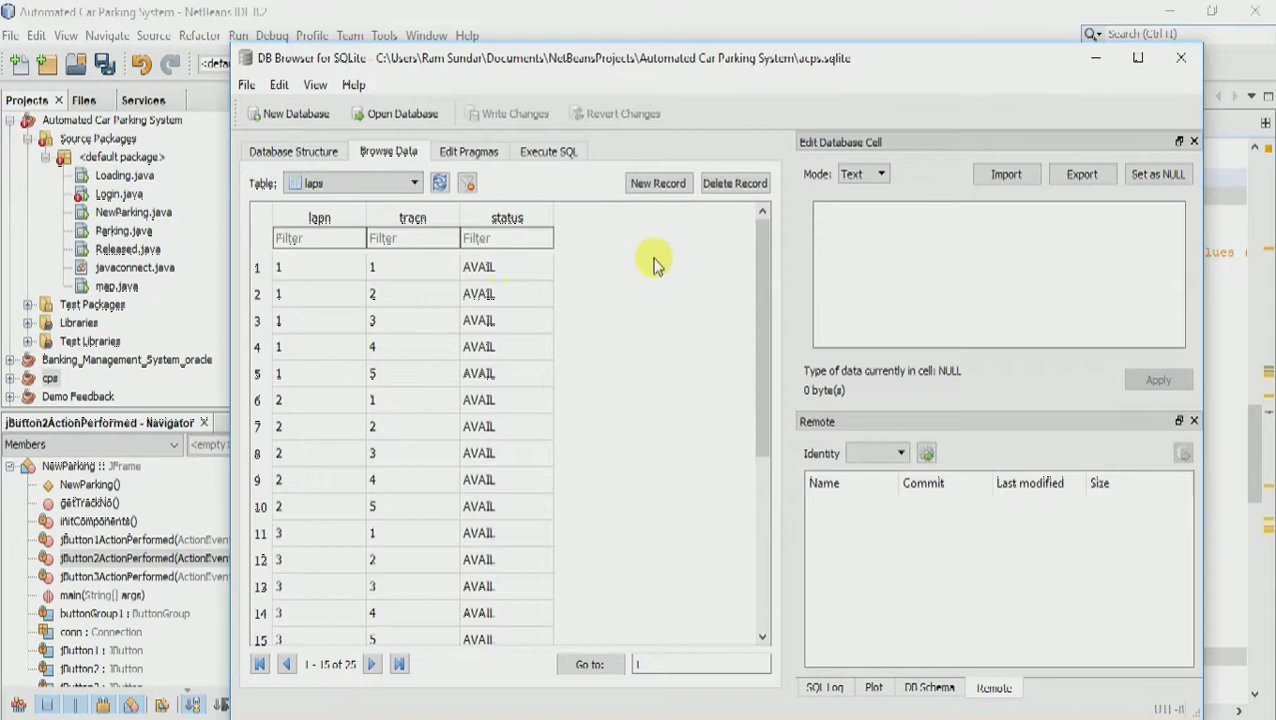 Automated Car Parking System - NetBeans IDE 8.2
File Edit View Navigate Source Refactor Run Debug Profile Team Tools Window Help
Search (Ctrl+I)
DB Browser for SQLite - C:\Users\Ram Sundar\Documents\NetBeansProjects\Automated Car Parking System\acps.sqlite
File Edit View Help
New Database Open Database Write Changes Revert Changes
Projects Files Services
Automated Car Parking System
Source Packages
<default package>
Loading.java
Login.java
NewParking.java
Parking.java
Released.java
javaconnect.java
map.java
Test Packages
Libraries
Test Libraries
Banking_Management_System_oracle
cps
Demo Feedback
jButton2ActionPerformed - Navigator
Members <empty>
NewParking :: JFrame
NewParking()
getTrackNo()
initComponents()
jButton1ActionPerformed(ActionEvent
jButton2ActionPerformed(ActionEvent
jButton3ActionPerformed(ActionEvent
main(String[] args)
buttonGroup1 : ButtonGroup
conn : Connection
jButton1 : JButton
jButton2 : JButton
Database Structure Browse Data Edit Pragmas Execute SQL
Table: laps New Record Delete Record
lapn tracn status
Filter Filter Filter
1 1 1 AVAIL
2 1 2 AVAIL
3 1 3 AVAIL
4 1 4 AVAIL
5 1 5 AVAIL
6 2 1 AVAIL
7 2 2 AVAIL
8 2 3 AVAIL
9 2 4 AVAIL
10 2 5 AVAIL
11 3 1 AVAIL
12 3 2 AVAIL
13 3 3 AVAIL
14 3 4 AVAIL
15 3 5 AVAIL
1 - 15 of 25 Go to: 1
Edit Database Cell
Mode: Text Import Export Set as NULL
Type of data currently in cell: NULL
0 byte(s)
Apply
Remote
Identity
Name Commit Last modified Size
SQL Log Plot DB Schema Remote
UTF-8